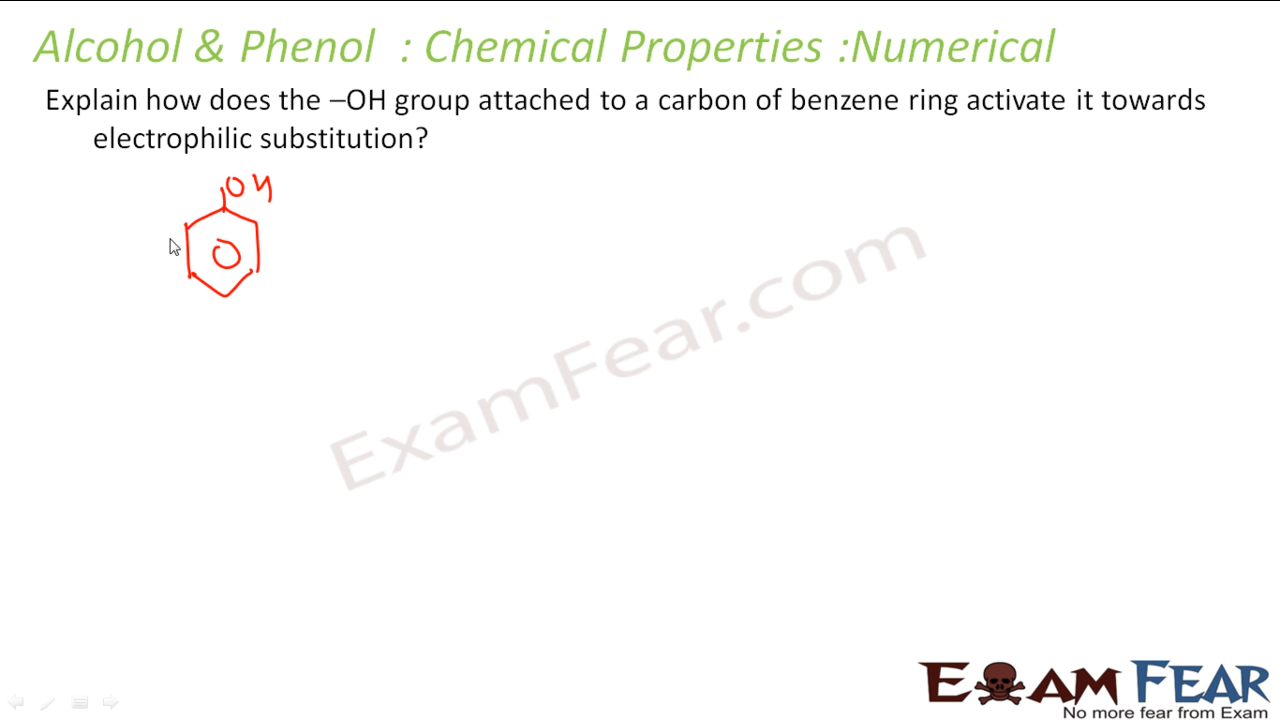 Alcohol & Phenol : Chemical Properties :Numerical
Explain how does the –OH group attached to a carbon of benzene ring activate it towards
electrophilic substitution?
OH
ExamFear.com
EXAM FEAR
No more fear from Exam